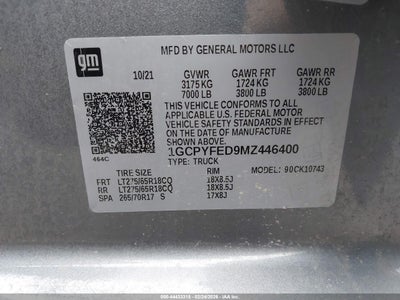 gm
MFD BY GENERAL MOTORS LLC
10/21 GVWR GAWR FRT GAWR RR
3175 KG 1724 KG 1724 KG
7000 LB 3800 LB 3800 LB
THIS VEHICLE CONFORMS TO ALL
APPLICABLE U.S. FEDERAL MOTOR
VEHICLE SAFETY STANDARDS IN EFFECT
ON THE DATE OF MANUFACTURE
SHOWN ABOVE.
1GCPYFED9MZ446400
464C TYPE: TRUCK MODEL: 90CK10743
TIRE SIZE RIM
FRT LT275/65R18CQ 18X8.5J
RR LT275/65R18CQ 18X8.5J
SPA 265/70R17 S 17X8J